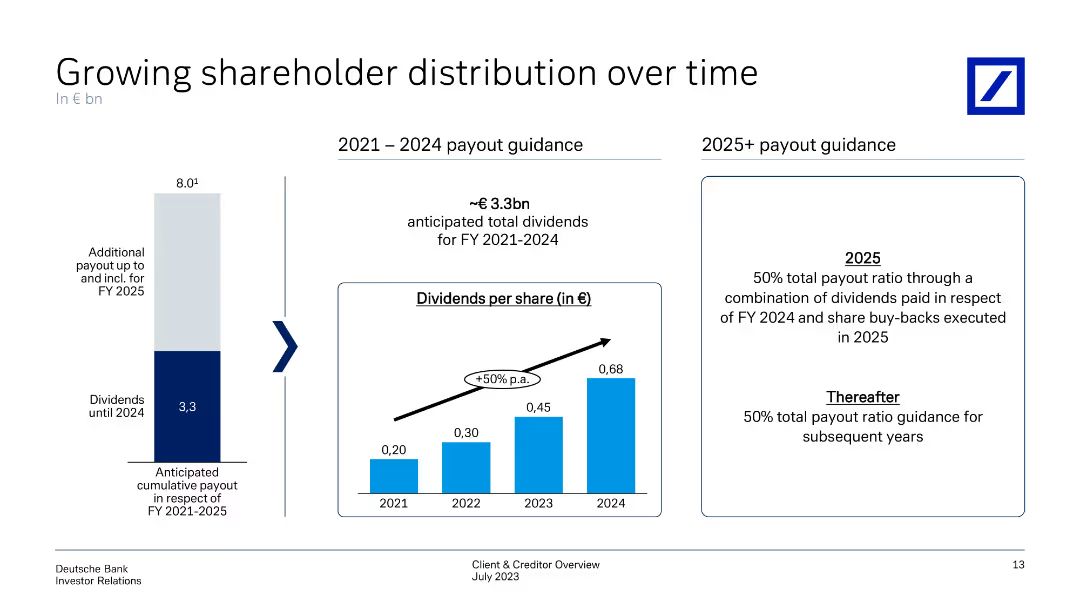 Growing shareholder distribution over time
In € bn
8.0¹
Additional
payout up to
and incl. for
FY 2025
Dividends
until 2024
3,3
Anticipated
cumulative payout
in respect of
FY 2021-2025
2021 – 2024 payout guidance
~€ 3.3bn
anticipated total dividends
for FY 2021-2024
Dividends per share (in €)
+50% p.a.
0,20
0,30
0,45
0,68
2021
2022
2023
2024
2025+ payout guidance
2025
50% total payout ratio through a
combination of dividends paid in respect
of FY 2024 and share buy-backs executed
in 2025
Thereafter
50% total payout ratio guidance for
subsequent years
Deutsche Bank
Investor Relations
Client & Creditor Overview
July 2023
13